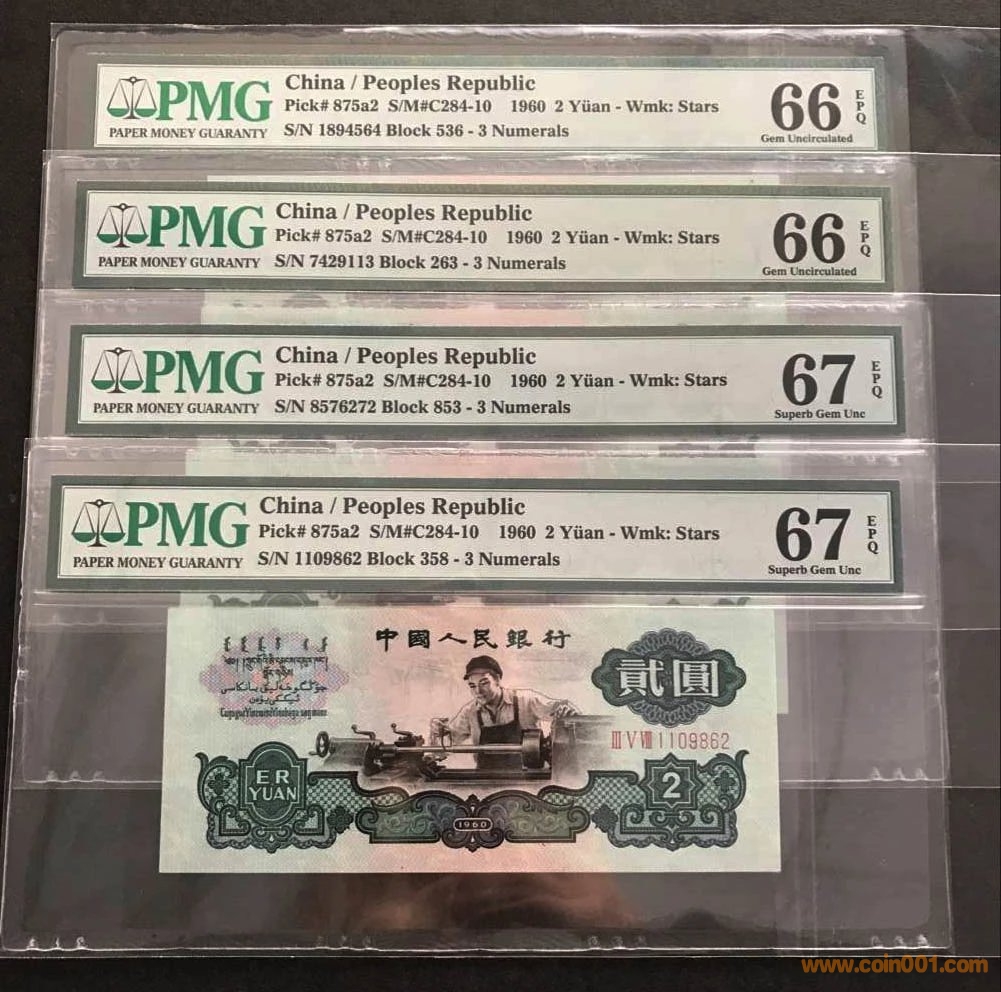 PMG
PAPER MONEY GUARANTY
China / Peoples Republic
Pick# 875a2 S/M#C284-10 1960 2 Yüan - Wmk: Stars
S/N 1894564 Block 536 - 3 Numerals
66
EPQ
Gem Uncirculated
PMG
PAPER MONEY GUARANTY
China / Peoples Republic
Pick# 875a2 S/M#C284-10 1960 2 Yüan - Wmk: Stars
S/N 7429113 Block 263 - 3 Numerals
66
EPQ
Gem Uncirculated
PMG
PAPER MONEY GUARANTY
China / Peoples Republic
Pick# 875a2 S/M#C284-10 1960 2 Yüan - Wmk: Stars
S/N 8576272 Block 853 - 3 Numerals
67
EPQ
Superb Gem Unc
PMG
PAPER MONEY GUARANTY
China / Peoples Republic
Pick# 875a2 S/M#C284-10 1960 2 Yüan - Wmk: Stars
S/N 1109862 Block 358 - 3 Numerals
67
EPQ
Superb Gem Unc
中國人民銀行
貳圓
III V VIII 1109862
ER
YUAN
2
1960
www.coin001.com